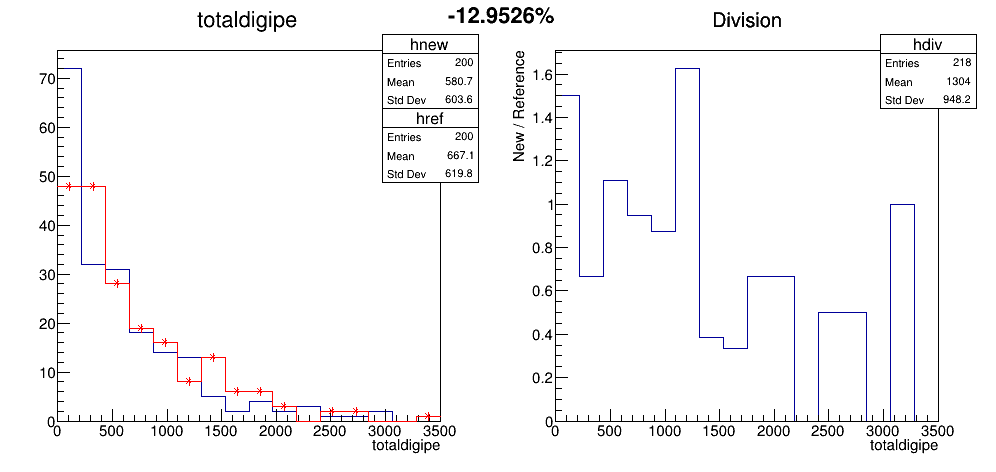 -12.9526%
totaldigipe
hnew
Entries 200
Mean 580.7
Std Dev 603.6
href
Entries 200
Mean 667.1
Std Dev 619.8
70
60
50
40
30
20
10
0
0 500 1000 1500 2000 2500 3000 3500
totaldigipe
Division
hdiv
Entries 218
Mean 1304
Std Dev 948.2
New / Reference
1.6
1.4
1.2
1
0.8
0.6
0.4
0.2
0
0 500 1000 1500 2000 2500 3000 3500
totaldigipe